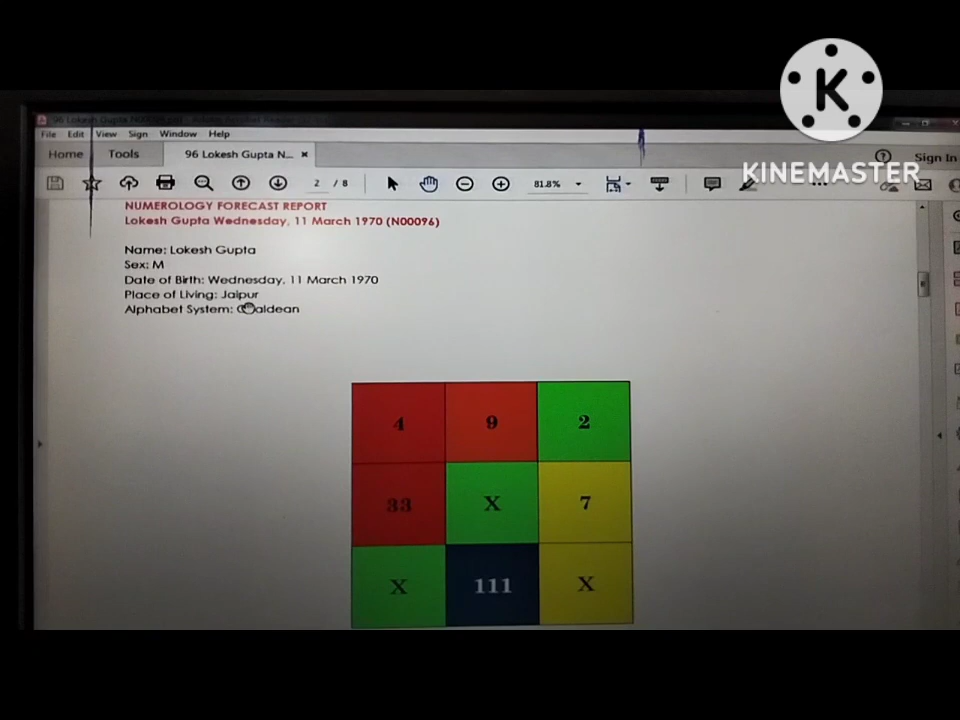 K
KINEMASTER
File Edit View Sign Window Help
Home Tools 96 Lokesh Gupta N... × Sign In
2 / 8 81.8%
NUMEROLOGY FORECAST REPORT
Lokesh Gupta Wednesday, 11 March 1970 (N00096)
Name: Lokesh Gupta
Sex: M
Date of Birth: Wednesday, 11 March 1970
Place of Living: Jaipur
Alphabet System:
4 9 2
33 X 7
X 111 X